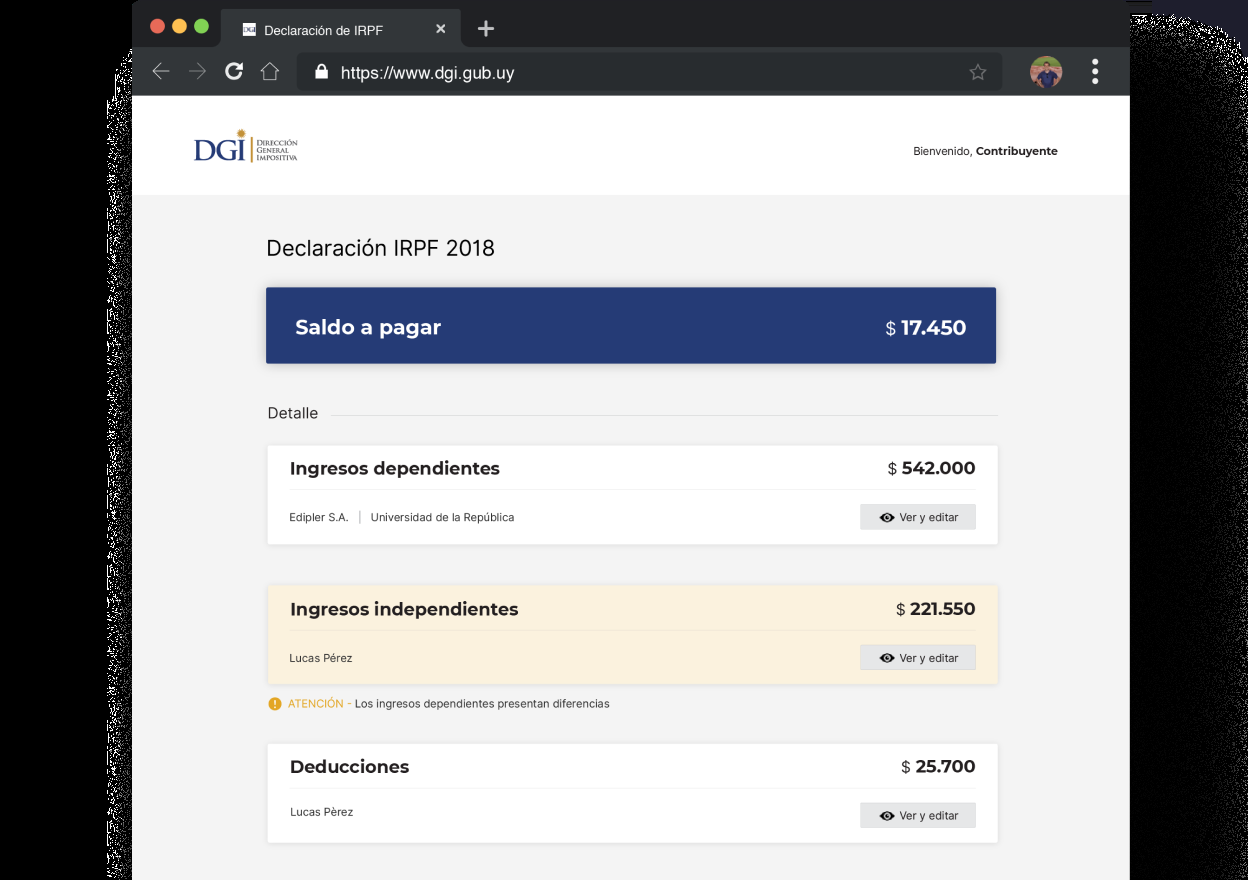 DGI Declaración de IRPF
https://www.dgi.gub.uy
DGI
DIRECCIÓN
GENERAL
IMPOSITIVA
Bienvenido, Contribuyente
Declaración IRPF 2018
Saldo a pagar $ 17.450
Detalle
Ingresos dependientes $ 542.000
Edipler S.A. | Universidad de la República Ver y editar
Ingresos independientes $ 221.550
Lucas Pérez Ver y editar
! ATENCIÓN - Los ingresos dependientes presentan diferencias
Deducciones $ 25.700
Lucas Pèrez Ver y editar